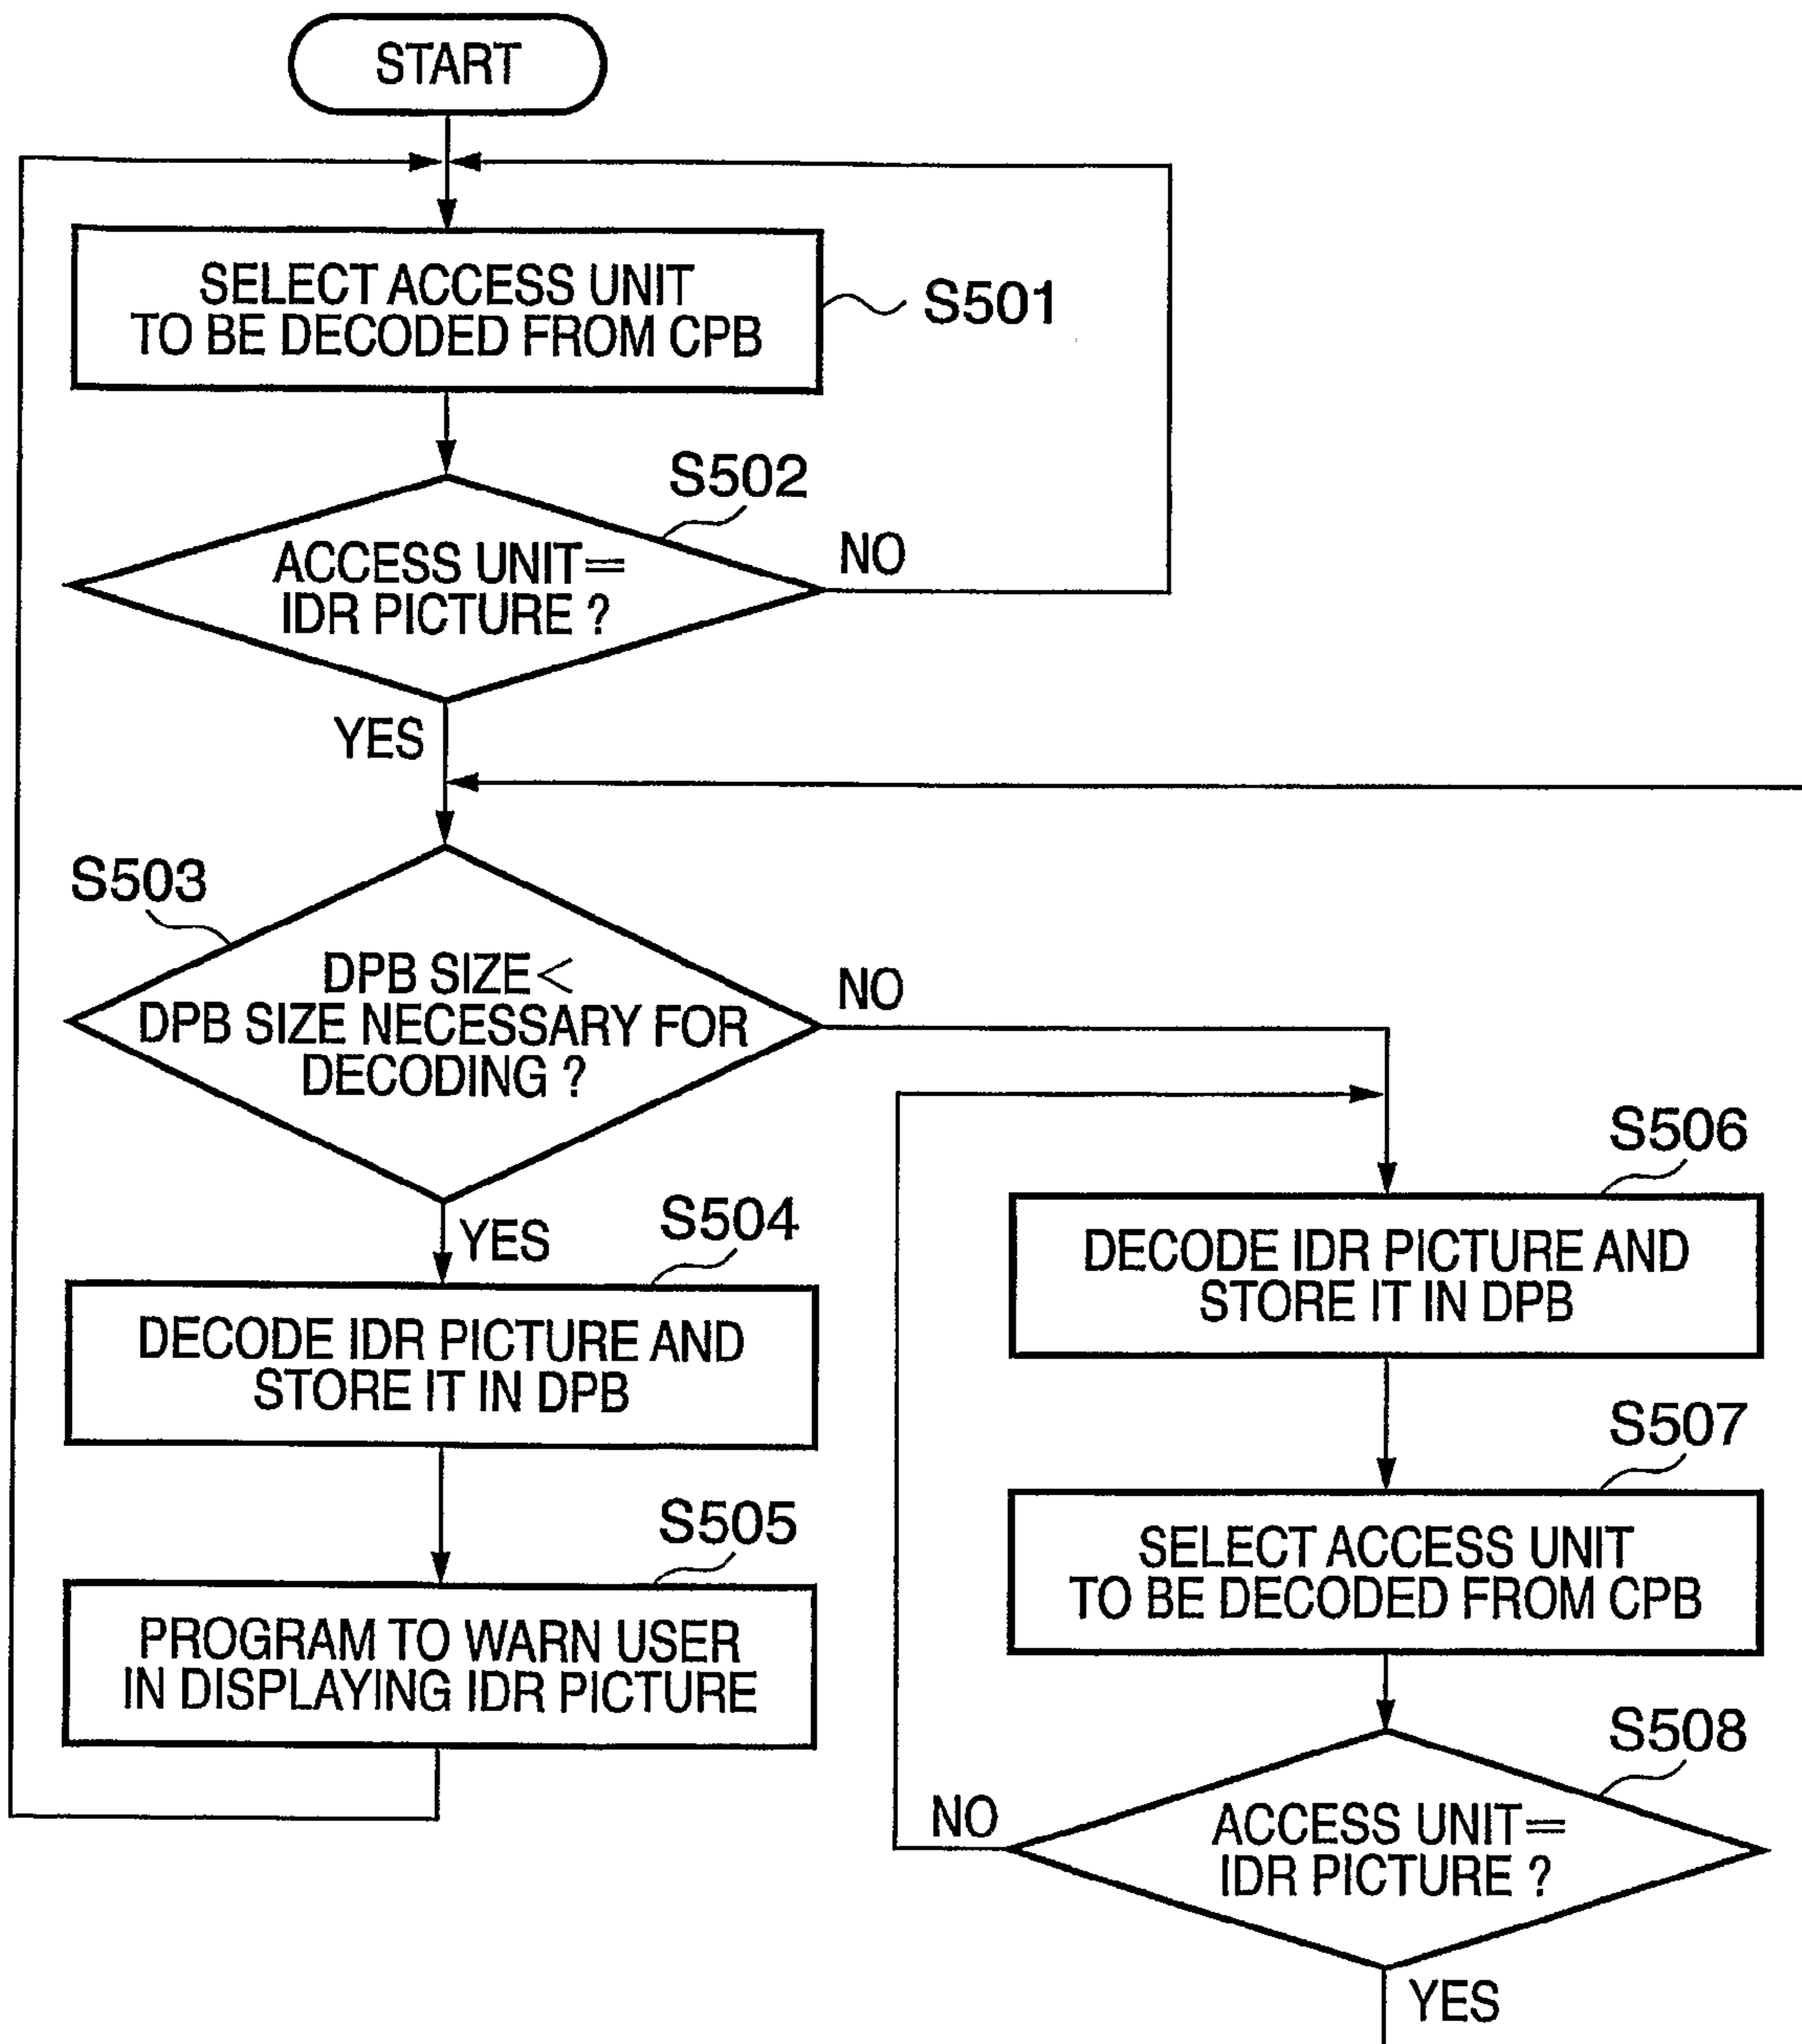 START
SELECT ACCESS UNIT
TO BE DECODED FROM CPB
S501
S502
ACCESS UNIT=
IDR PICTURE ?
NO
YES
S503
DPB SIZE<
DPB SIZE NECESSARY FOR
DECODING ?
NO
YES
S504
DECODE IDR PICTURE AND
STORE IT IN DPB
S505
PROGRAM TO WARN USER
IN DISPLAYING IDR PICTURE
S506
DECODE IDR PICTURE AND
STORE IT IN DPB
S507
SELECT ACCESS UNIT
TO BE DECODED FROM CPB
S508
ACCESS UNIT=
IDR PICTURE ?
NO
YES